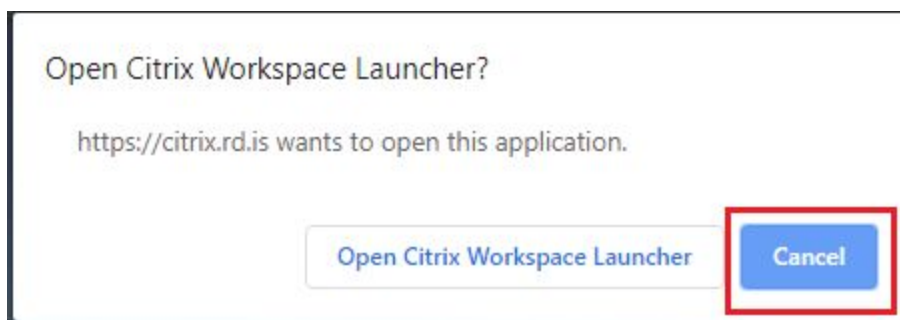 Open Citrix Workspace Launcher?
https://citrix.rd.is wants to open this application.
Open Citrix Workspace Launcher
Cancel